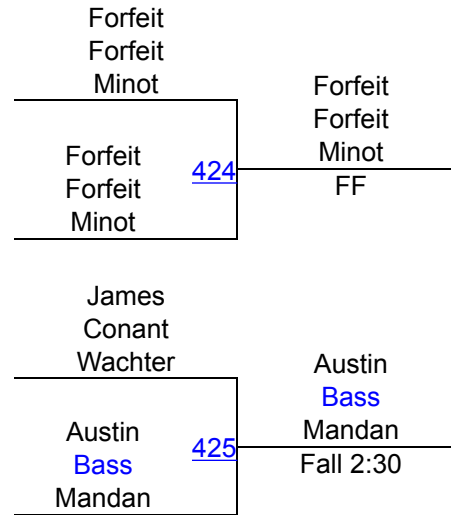 Forfeit
Forfeit
Minot
Forfeit
Forfeit
Minot
424
Forfeit
Forfeit
Minot
FF
James
Conant
Wachter
Austin
Bass
Mandan
425
Austin
Bass
Mandan
Fall 2:30